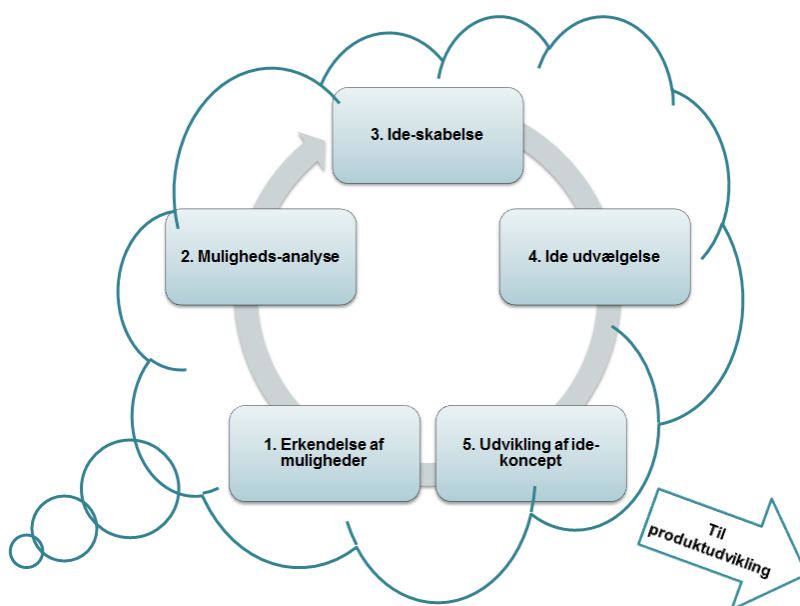 3. Ide-skabelse
2. Muligheds-analyse
4. Ide udvælgelse
1. Erkendelse af
muligheder
5. Udvikling af ide-
koncept
Til
produktudvikling